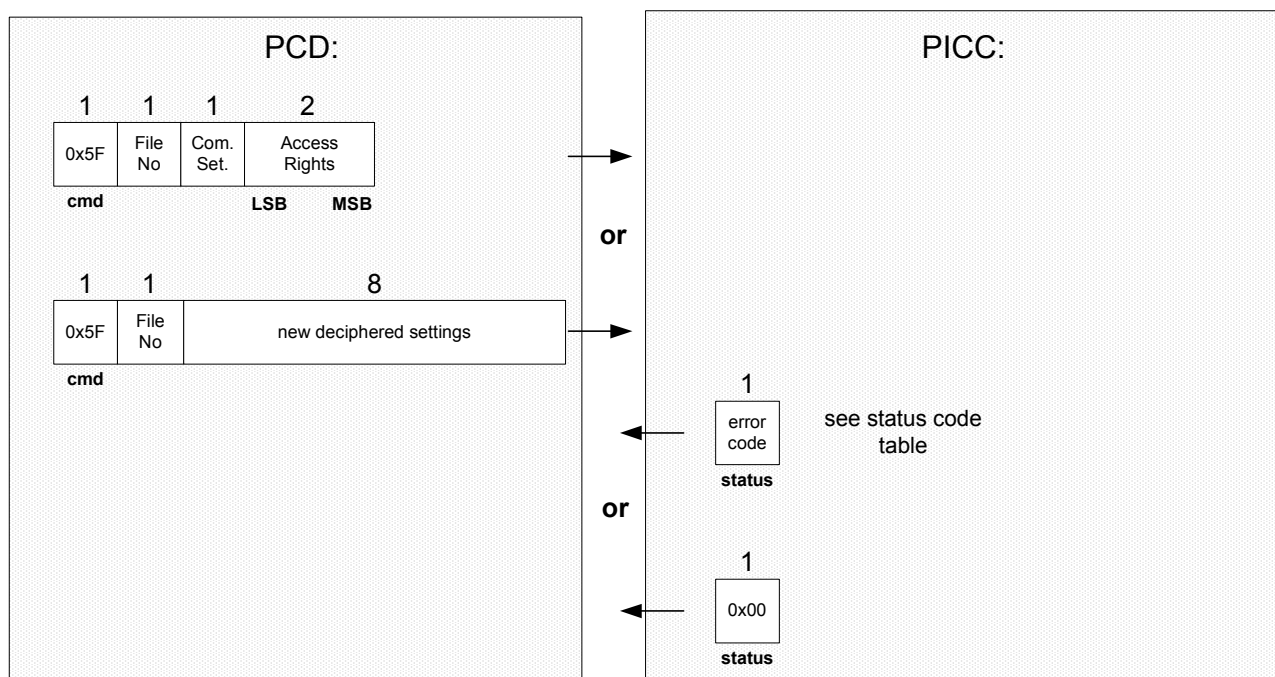 PCD:
PICC:
1 1 1 2
0x5F File No Com. Set. Access Rights
cmd LSB MSB
or
1 1 8
0x5F File No new deciphered settings
cmd
1
error code
see status code
table
status
or
1
0x00
status